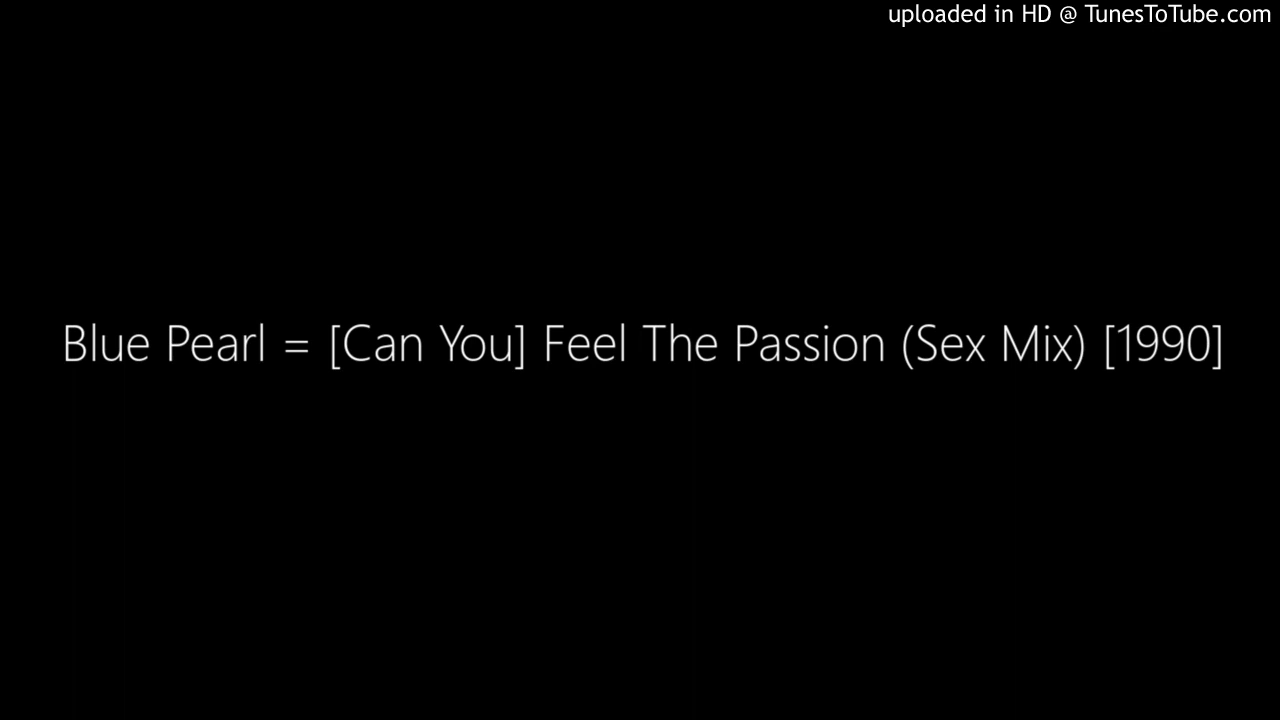 uploaded in HD @ TunesToTube.com
Blue Pearl = [Can You] Feel The Passion (Sex Mix) [1990]